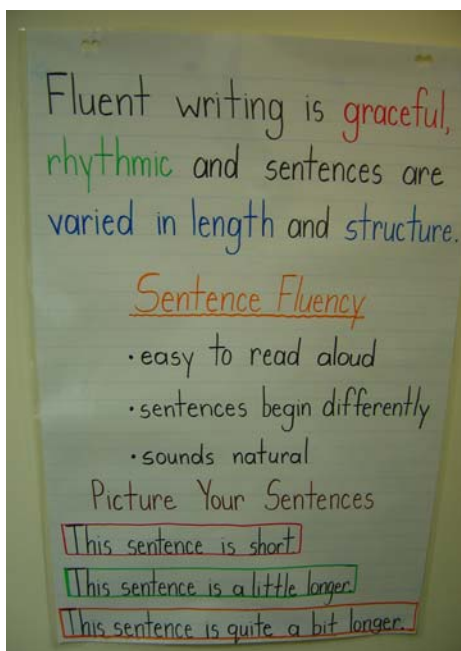 Fluent writing is graceful,
rhythmic and sentences are
varied in length and structure.
Sentence Fluency
• easy to read aloud
• sentences begin differently
• sounds natural
Picture Your Sentences
This sentence is short.
This sentence is a little longer.
This sentence is quite a bit longer.